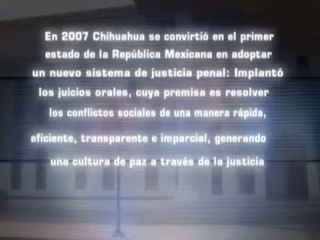 En 2007 Chihuahua se convirtió en el primer
estado de la República Mexicana en adoptar
un nuevo sistema de justicia penal: Implantó
los juicios orales, cuya premisa es resolver
los conflictos sociales de una manera rápida,
eficiente, transparente e imparcial, generando
una cultura de paz a través de la justicia